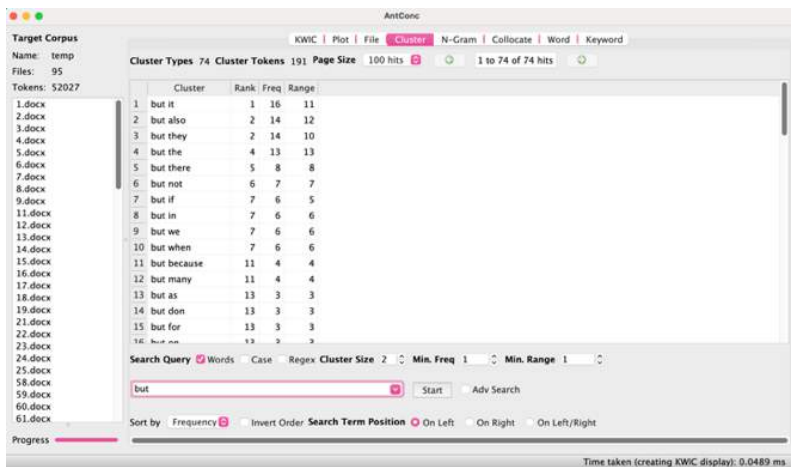 AntConc
Target Corpus
Name: temp
Files: 95
Tokens: 52027
1.docx
2.docx
3.docx
4.docx
5.docx
6.docx
7.docx
8.docx
9.docx
11.docx
12.docx
13.docx
14.docx
15.docx
16.docx
17.docx
18.docx
19.docx
21.docx
22.docx
23.docx
24.docx
25.docx
58.docx
59.docx
60.docx
61.docx
Progress
KWIC Plot File Cluster N-Gram Collocate Word Keyword
Cluster Types 74 Cluster Tokens 191 Page Size 100 hits 1 to 74 of 74 hits
Cluster Rank Freq Range
1 but it 1 16 11
2 but also 2 14 12
3 but they 2 14 10
4 but the 4 13 13
5 but there 5 8 8
6 but not 6 7 7
7 but if 7 6 5
8 but in 7 6 6
9 but we 7 6 6
10 but when 7 6 6
11 but because 11 4 4
12 but many 11 4 4
13 but as 13 3 3
14 but don 13 3 3
15 but for 13 3 3
16 but on 13 3 3
Search Query Words Case Regex Cluster Size 2 Min. Freq 1 Min. Range 1
but Start Adv Search
Sort by Frequency Invert Order Search Term Position On Left On Right On Left/Right
Time taken (creating KWIC display): 0.0489 ms